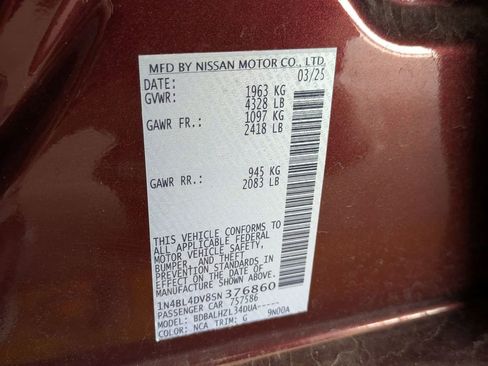 MFD BY NISSAN MOTOR CO., LTD.
DATE: 03/25
GVWR: 1963 KG
4328 LB
GAWR FR.: 1097 KG
2418 LB
GAWR RR.: 945 KG
2083 LB
THIS VEHICLE CONFORMS TO
ALL APPLICABLE FEDERAL
MOTOR VEHICLE SAFETY,
BUMPER, AND THEFT
PREVENTION STANDARDS
IN EFFECT ON THE DATE OF
MANUFACTURE SHOWN ABOVE.
1N4BL4DV8SN376860
PASSENGER CAR 757586
MODEL: BDBALHZL34DUA-----
COLOR: NCA TRIM: G 9N00A